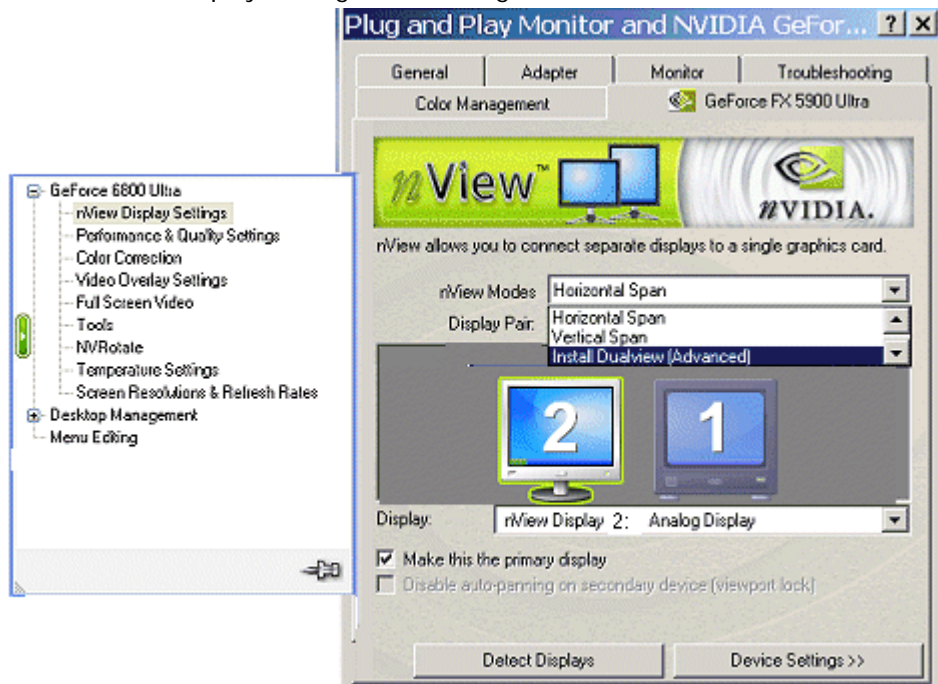 Plug and Play Monitor and NVIDIA GeFor... ? X
General Adapter Monitor Troubleshooting
Color Management GeForce FX 5900 Ultra
nView™
nVIDIA.
nView allows you to connect separate displays to a single graphics card.
nView Modes Horizontal Span
Display Pair: Horizontal Span
Vertical Span
Install Dualview (Advanced)
2 1
Display: nView Display 2: Analog Display
Make this the primary display
Disable auto-panning on secondary device (viewport lock)
Detect Displays Device Settings >>
GeForce 6800 Ultra
nView Display Settings
Performance & Quality Settings
Color Correction
Video Overlay Settings
Full Screen Video
Tools
NVRotate
Temperature Settings
Screen Resolutions & Refresh Rates
Desktop Management
Menu Editing